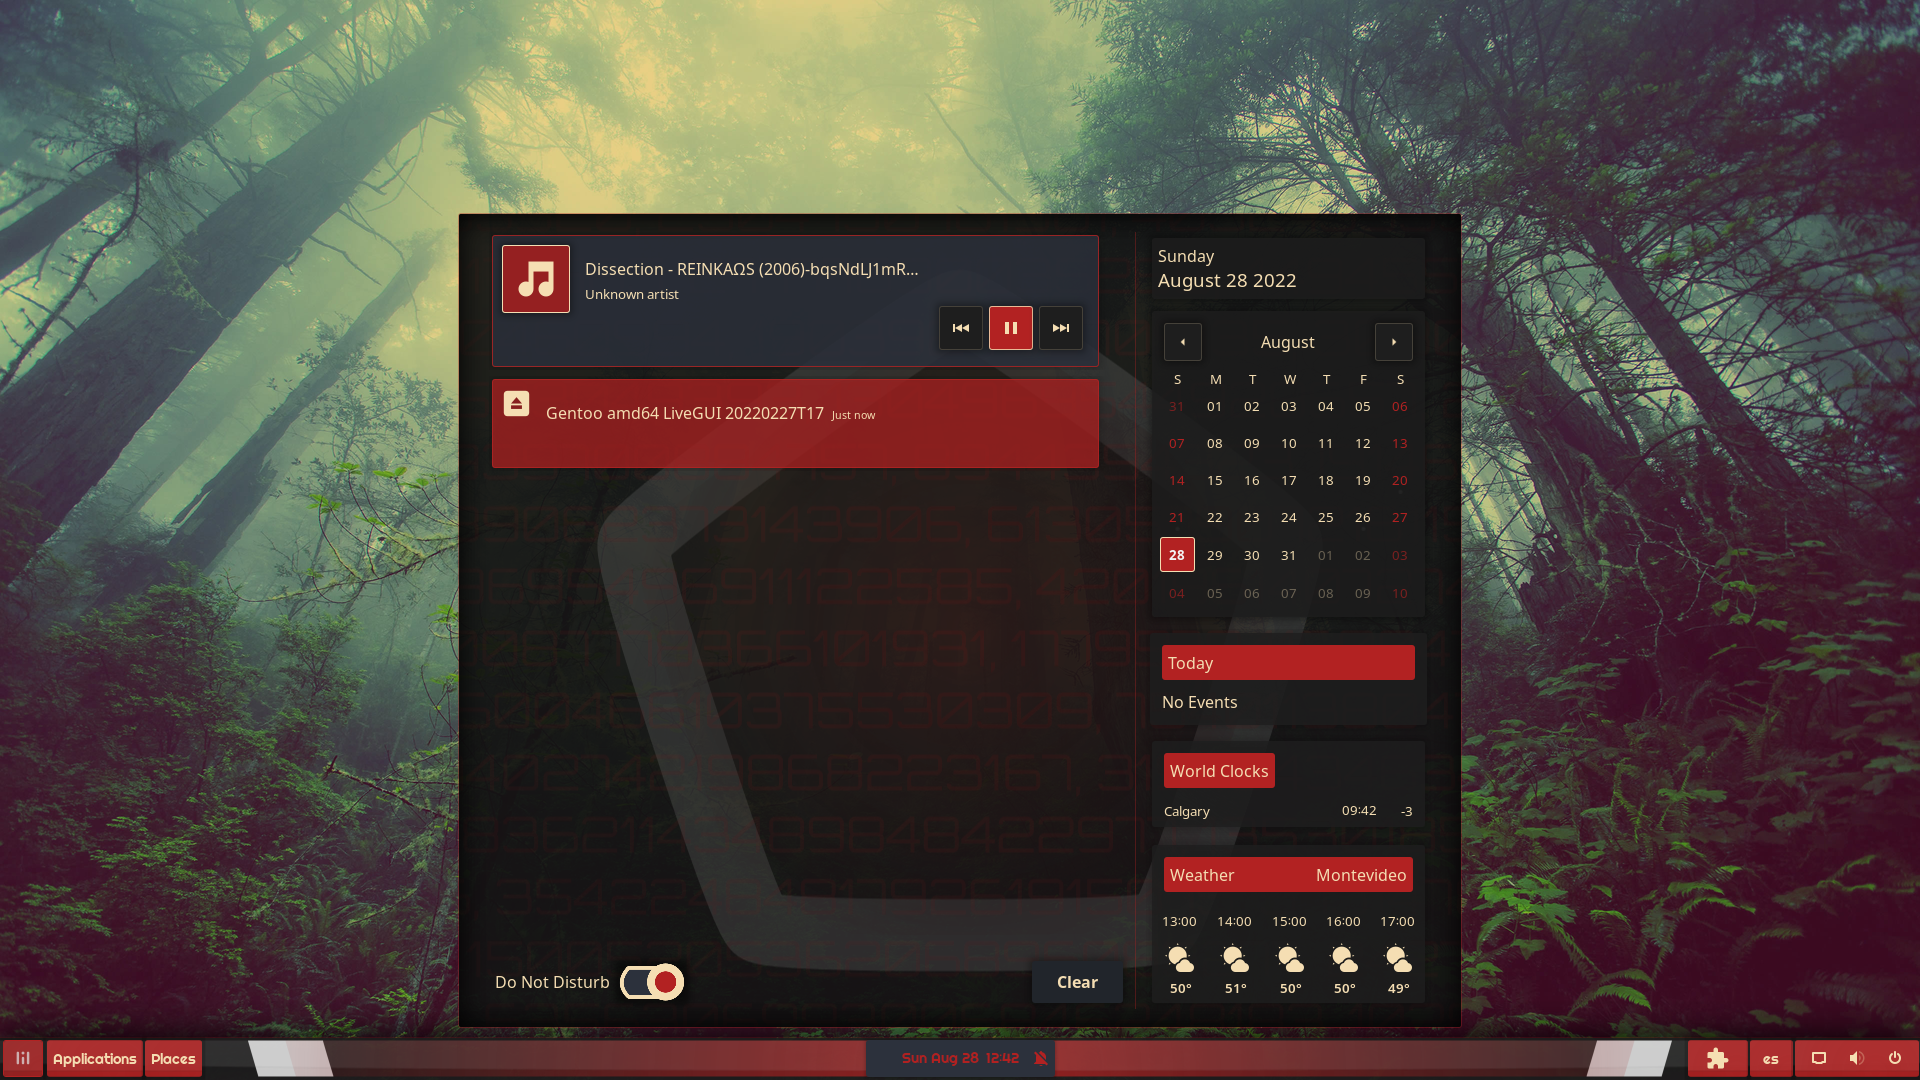 Dissection - REINKAΩS (2006)-bqsNdLJ1mR...
Unknown artist
Gentoo amd64 LiveGUI 20220227T17 Just now
Do Not Disturb
Clear
Sunday
August 28 2022
August
S M T W T F S
31 01 02 03 04 05 06
07 08 09 10 11 12 13
14 15 16 17 18 19 20
21 22 23 24 25 26 27
28 29 30 31 01 02 03
04 05 06 07 08 09 10
Today
No Events
World Clocks
Calgary 09:42 -3
Weather Montevideo
13:00 14:00 15:00 16:00 17:00
50° 51° 50° 50° 49°
Applications Places Sun Aug 28 12:42 es